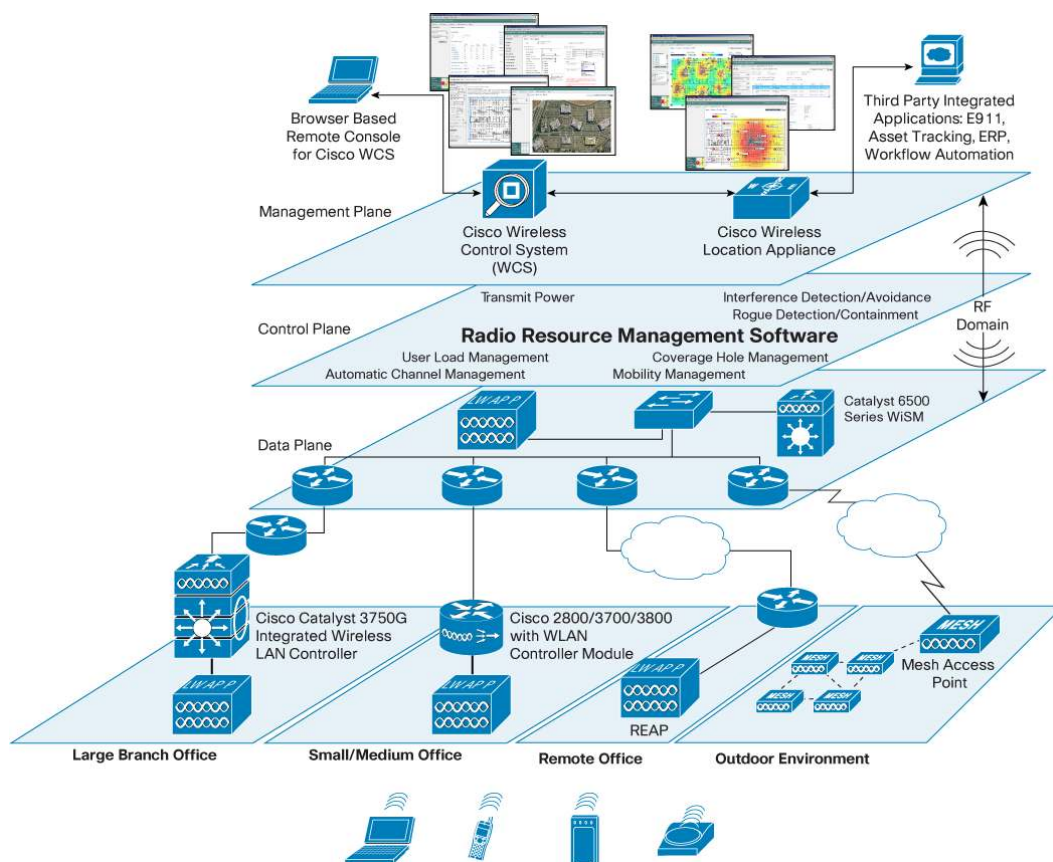 Browser Based
Remote Console
for Cisco WCS
Third Party Integrated
Applications: E911,
Asset Tracking, ERP,
Workflow Automation
Management Plane
Cisco Wireless
Control System
(WCS)
Cisco Wireless
Location Appliance
Transmit Power
Interference Detection/Avoidance
Rogue Detection/Containment
RF
Domain
Control Plane
Radio Resource Management Software
User Load Management
Coverage Hole Management
Automatic Channel Management
Mobility Management
LWAPP
Catalyst 6500
Series WiSM
Data Plane
Cisco Catalyst 3750G
Integrated Wireless
LAN Controller
Cisco 2800/3700/3800
with WLAN
Controller Module
MESH
Mesh Access
Point
MESH
MESH
MESH
MESH
LWAPP
LWAPP
LWAPP
REAP
Large Branch Office
Small/Medium Office
Remote Office
Outdoor Environment